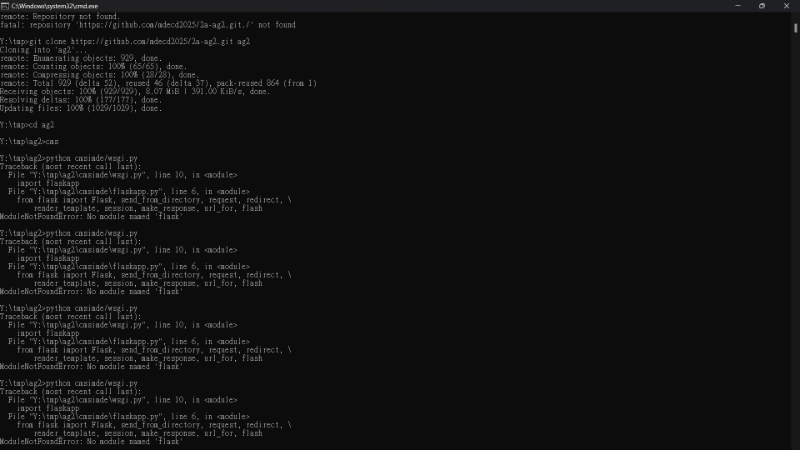 C:\Windows\system32\cmd.exe
remote: Repository not found.
fatal: repository 'https://github.com/mdecd2025/2a-ag2.git/' not found
Y:\tmp>git clone https://github.com/mdecd2025/2a-ag2.git ag2
Cloning into 'ag2'...
remote: Enumerating objects: 929, done.
remote: Counting objects: 100% (65/65), done.
remote: Compressing objects: 100% (28/28), done.
remote: Total 929 (delta 52), reused 46 (delta 37), pack-reused 864 (from 1)
Receiving objects: 100% (929/929), 8.07 MiB | 391.00 KiB/s, done.
Resolving deltas: 100% (177/177), done.
Updating files: 100% (1029/1029), done.
Y:\tmp>cd ag2
Y:\tmp\ag2>cms
Y:\tmp\ag2>python cmsimde/wsgi.py
Traceback (most recent call last):
File "Y:\tmp\ag2\cmsimde\wsgi.py", line 10, in <module>
import flaskapp
File "Y:\tmp\ag2\cmsimde\flaskapp.py", line 6, in <module>
from flask import Flask, send_from_directory, request, redirect, \
render_template, session, make_response, url_for, flash
ModuleNotFoundError: No module named 'flask'
Y:\tmp\ag2>python cmsimde/wsgi.py
Traceback (most recent call last):
File "Y:\tmp\ag2\cmsimde\wsgi.py", line 10, in <module>
import flaskapp
File "Y:\tmp\ag2\cmsimde\flaskapp.py", line 6, in <module>
from flask import Flask, send_from_directory, request, redirect, \
render_template, session, make_response, url_for, flash
ModuleNotFoundError: No module named 'flask'
Y:\tmp\ag2>python cmsimde/wsgi.py
Traceback (most recent call last):
File "Y:\tmp\ag2\cmsimde\wsgi.py", line 10, in <module>
import flaskapp
File "Y:\tmp\ag2\cmsimde\flaskapp.py", line 6, in <module>
from flask import Flask, send_from_directory, request, redirect, \
render_template, session, make_response, url_for, flash
ModuleNotFoundError: No module named 'flask'
Y:\tmp\ag2>python cmsimde/wsgi.py
Traceback (most recent call last):
File "Y:\tmp\ag2\cmsimde\wsgi.py", line 10, in <module>
import flaskapp
File "Y:\tmp\ag2\cmsimde\flaskapp.py", line 6, in <module>
from flask import Flask, send_from_directory, request, redirect, \
render_template, session, make_response, url_for, flash
ModuleNotFoundError: No module named 'flask'